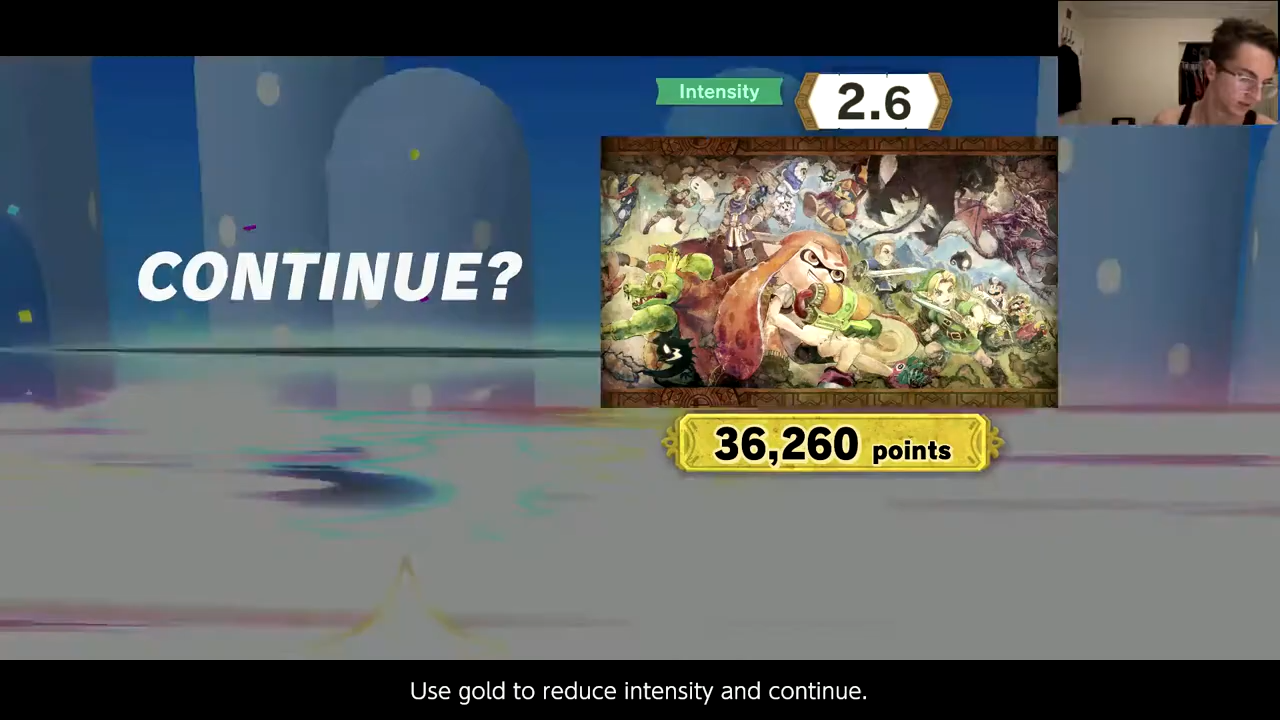 Intensity
2.6
CONTINUE?
36,260 points
Use gold to reduce intensity and continue.